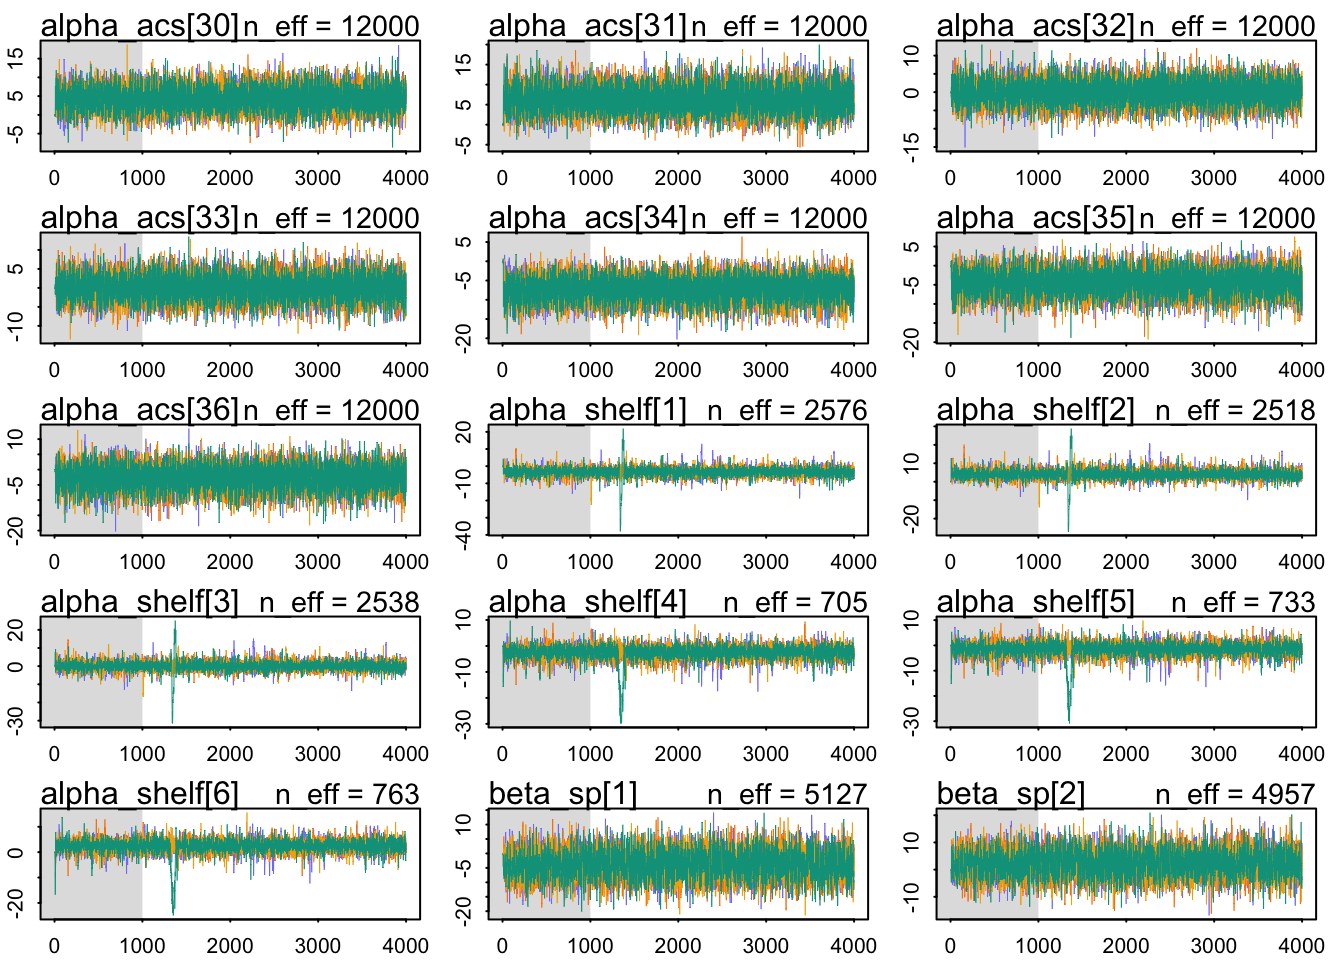 alpha_acs[30] n_eff = 12000 alpha_acs[31] n_eff = 12000 alpha_acs[32] n_eff = 12000
15 15 10
5 5 0
-5 -5 -15
0 1000 2000 3000 4000 0 1000 2000 3000 4000 0 1000 2000 3000 4000
alpha_acs[33] n_eff = 12000 alpha_acs[34] n_eff = 12000 alpha_acs[35] n_eff = 12000
5 5 5
-10 -5 -5
-20 -20
0 1000 2000 3000 4000 0 1000 2000 3000 4000 0 1000 2000 3000 4000
alpha_acs[36] n_eff = 12000 alpha_shelf[1] n_eff = 2576 alpha_shelf[2] n_eff = 2518
10 20 10
-5 -10 -20
-20 -40
0 1000 2000 3000 4000 0 1000 2000 3000 4000 0 1000 2000 3000 4000
alpha_shelf[3] n_eff = 2538 alpha_shelf[4] n_eff = 705 alpha_shelf[5] n_eff = 733
20 10 10
0 -10 -10
-30 -30 -30
0 1000 2000 3000 4000 0 1000 2000 3000 4000 0 1000 2000 3000 4000
alpha_shelf[6] n_eff = 763 beta_sp[1] n_eff = 5127 beta_sp[2] n_eff = 4957
0 10 10
-20 -5 -10
-20
0 1000 2000 3000 4000 0 1000 2000 3000 4000 0 1000 2000 3000 4000